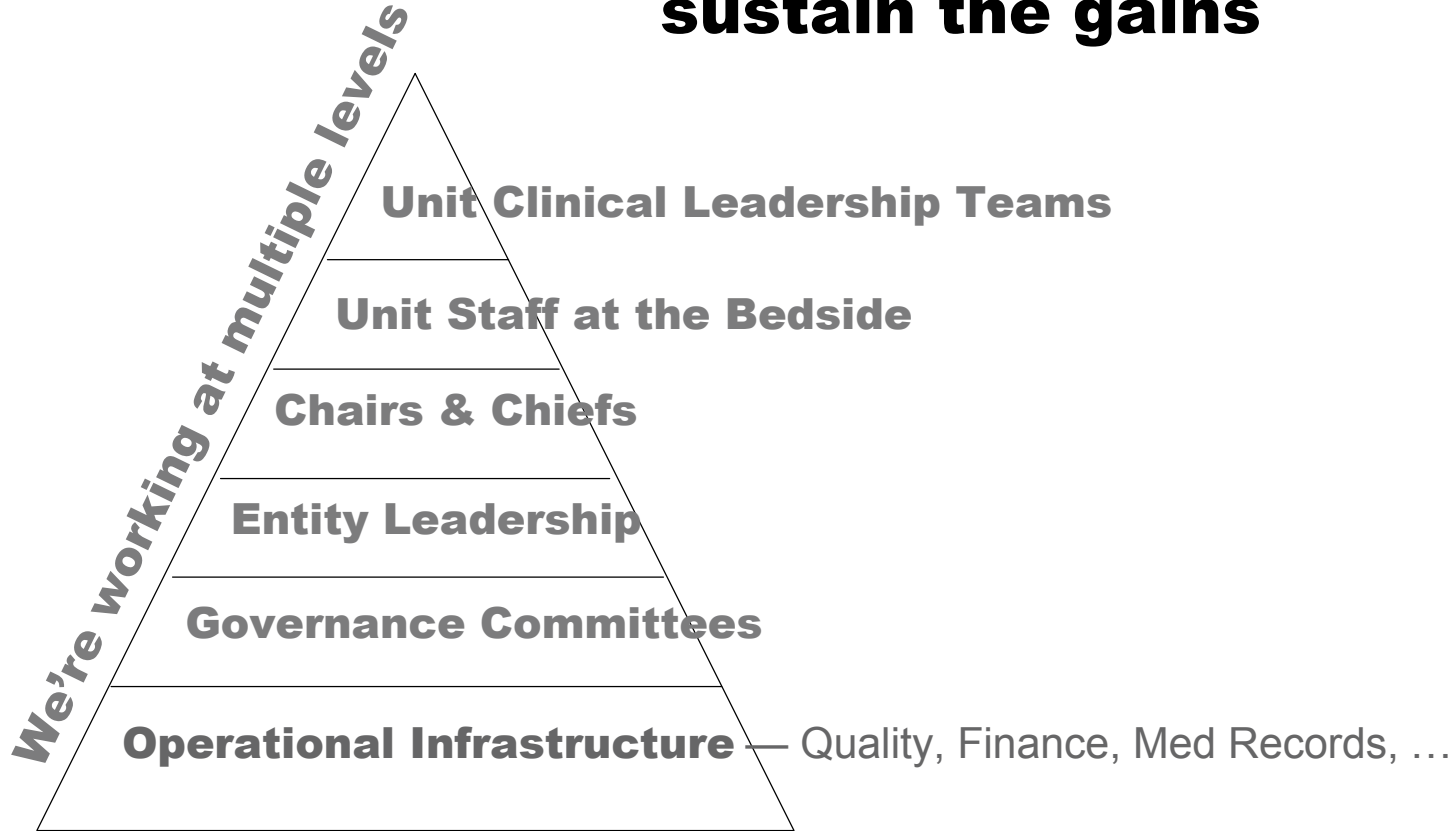 sustain the gains
We’re working at multiple levels
Unit Clinical Leadership Teams
Unit Staff at the Bedside
Chairs & Chiefs
Entity Leadership
Governance Committees
Operational Infrastructure — Quality, Finance, Med Records, …